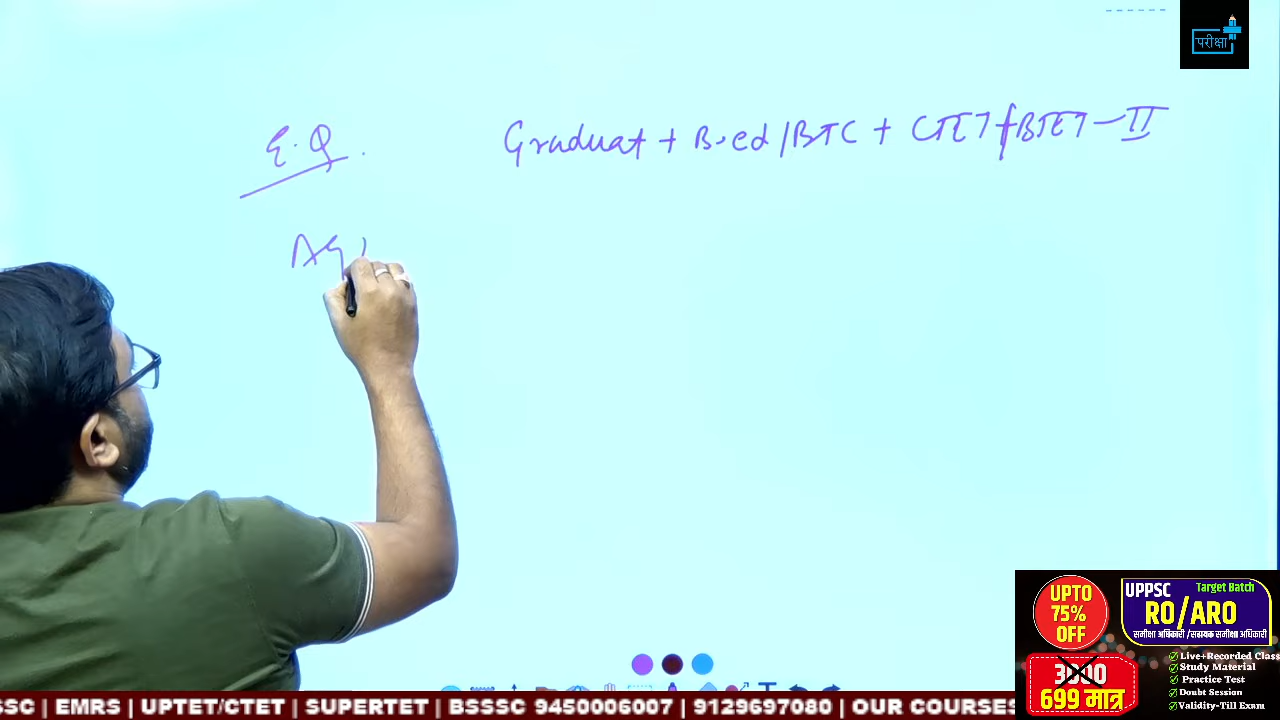 परीक्षा
E.Q.
Graduat + B.ed / BTC + CTET / BTET - II
Ag
UPTO
75%
OFF
UPPSC Target Batch
RO/ARO
समीक्षा अधिकारी /सहायक समीक्षा अधिकारी
699 मात्र
Live+Recorded Class
Study Material
Practice Test
Doubt Session
Validity-Till Exam
SSC | EMRS | UPTET/CTET | SUPERTET | BSSSC 9450006007 | 9129697080 | OUR COURSES